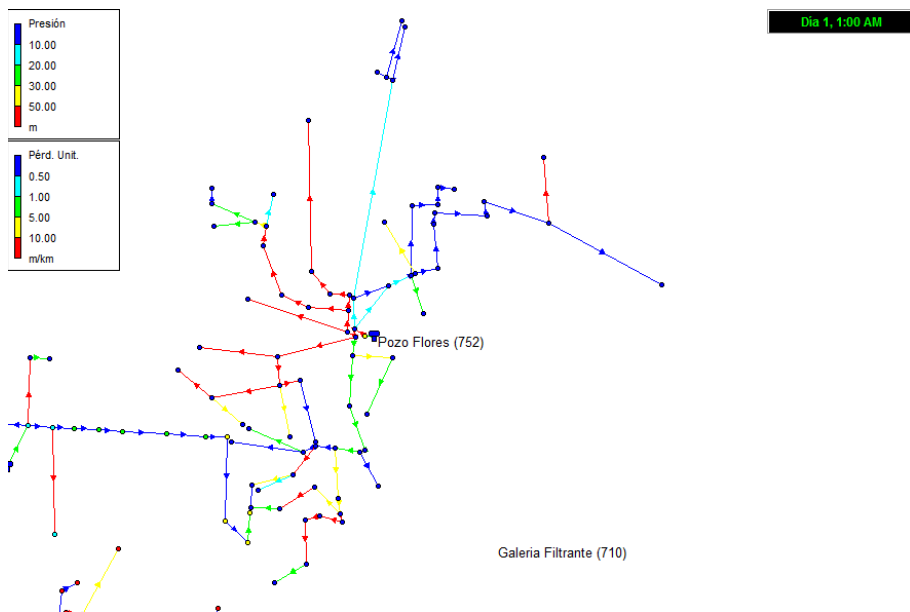 Presión
10.00
20.00
30.00
50.00
m
Día 1, 1:00 AM
Pérd. Unit.
0.50
1.00
5.00
10.00
m/km
Pozo Flores (752)
Galeria Filtrante (710)